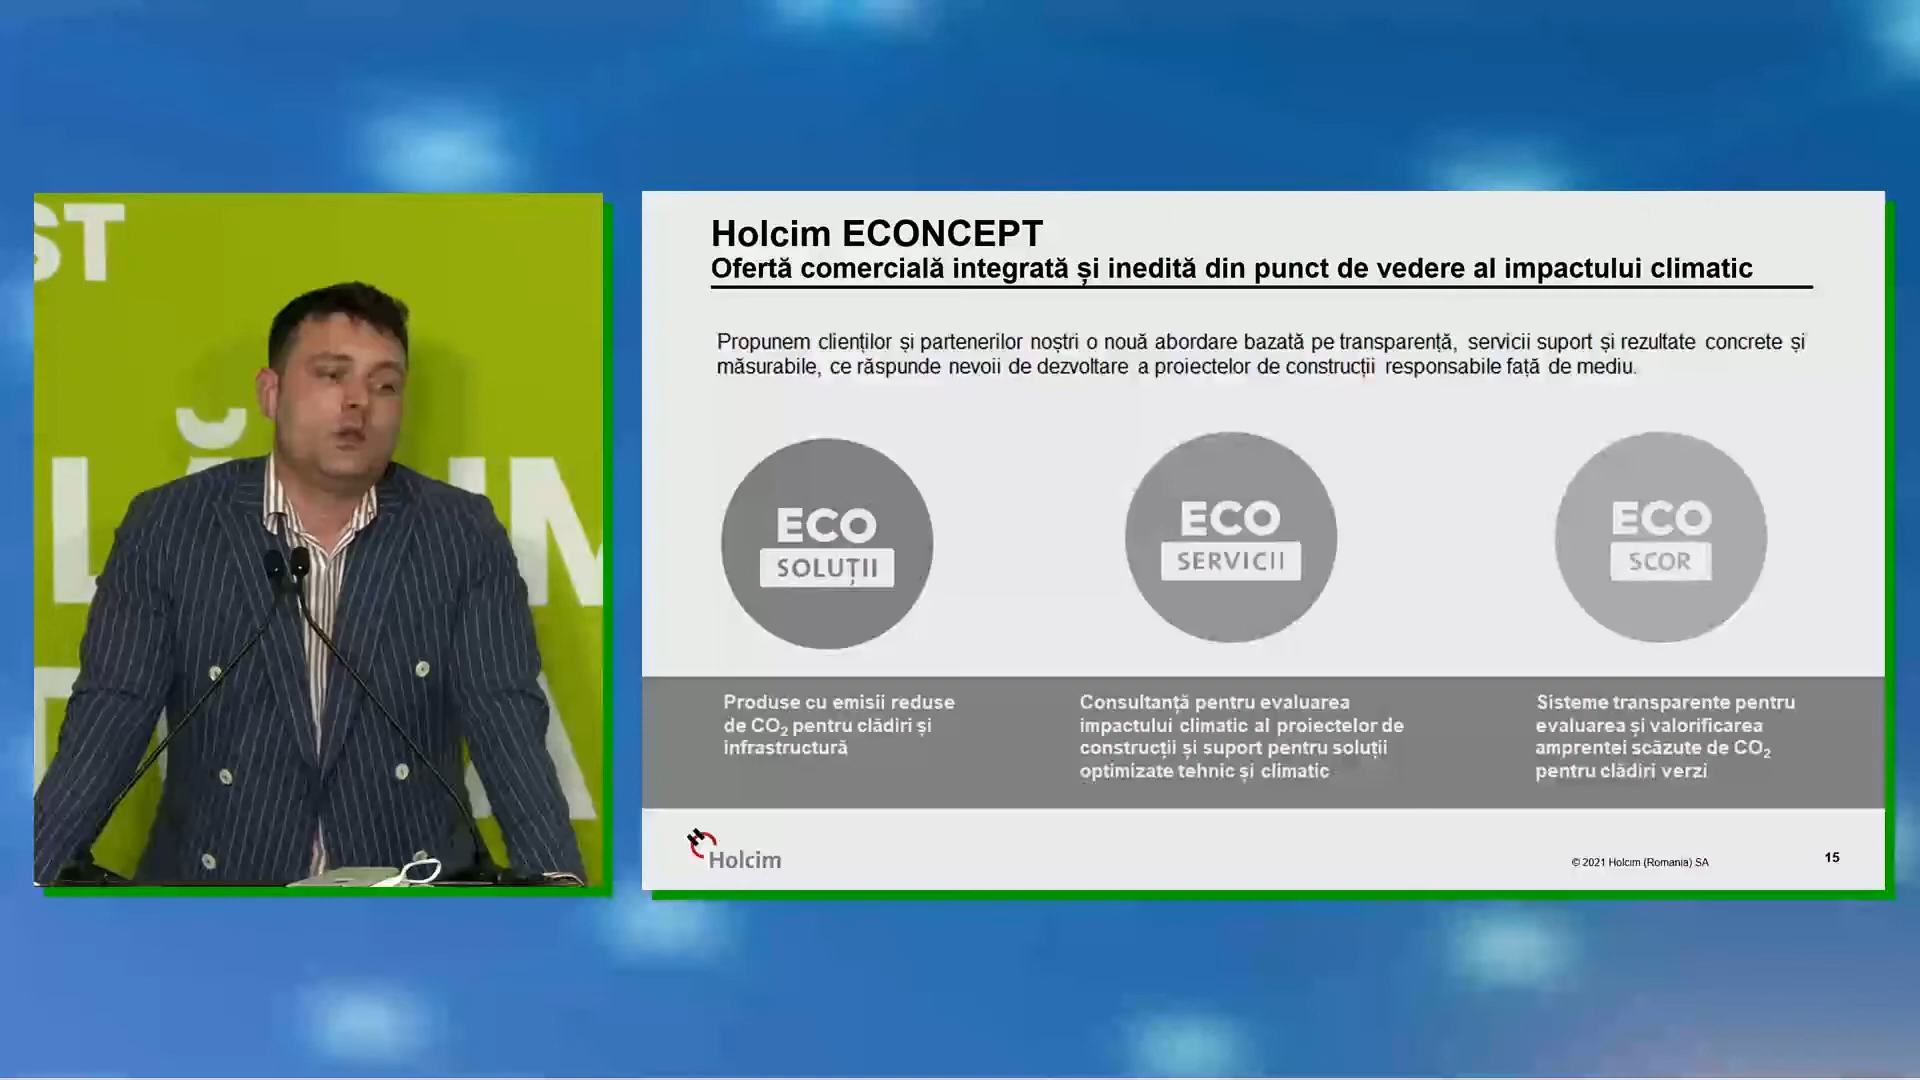 ST
Holcim ECONCEPT
Ofertă comercială integrată și inedită din punct de vedere al impactului climatic
Propunem clienților și partenerilor noștri o nouă abordare bazată pe transparență, servicii suport și rezultate concrete și
măsurabile, ce răspunde nevoii de dezvoltare a proiectelor de construcții responsabile față de mediu.
ECO
SOLUȚII
ECO
SERVICII
ECO
SCOR
Produse cu emisii reduse
de CO₂ pentru clădiri și
infrastructură
Consultanță pentru evaluarea
impactului climatic al proiectelor de
construcții și suport pentru soluții
optimizate tehnic și climatic
Sisteme transparente pentru
evaluarea și valorificarea
amprentei scăzute de CO₂
pentru clădiri verzi
Holcim
© 2021 Holcim (Romania) SA
15